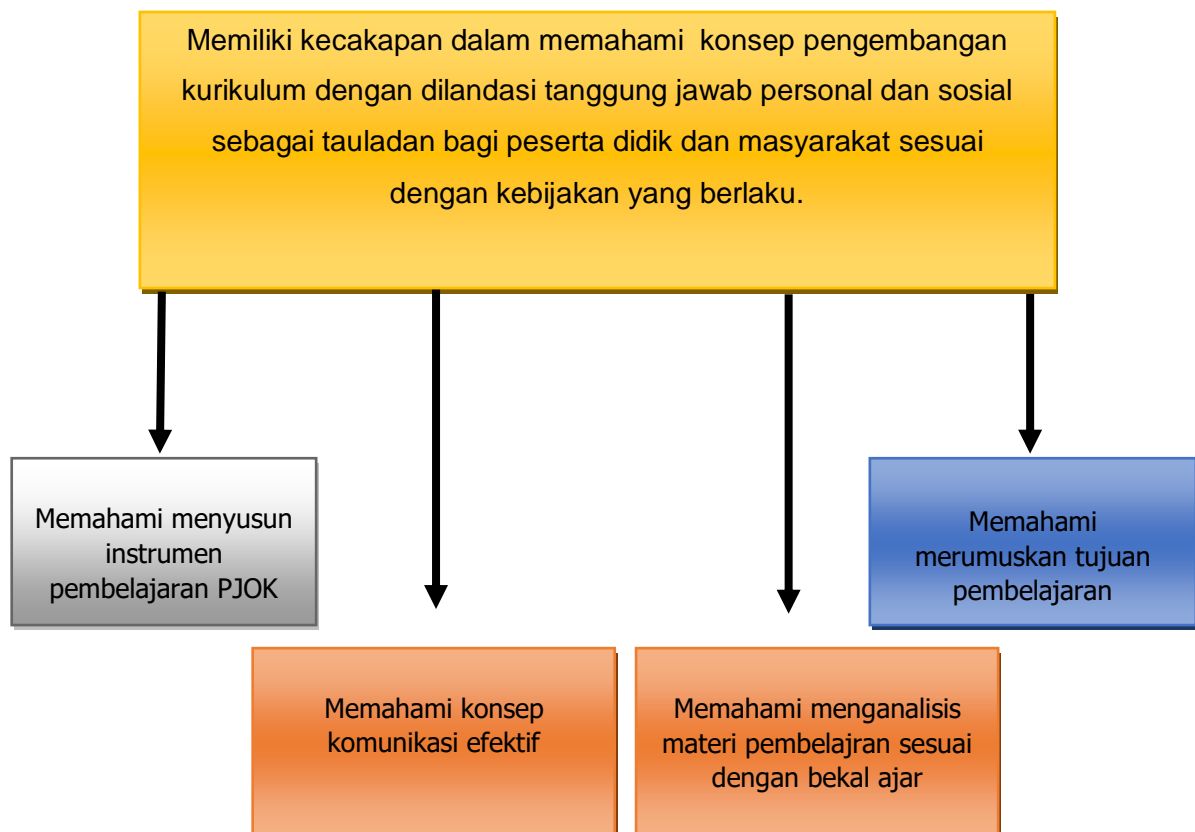 Memiliki kecakapan dalam memahami  konsep pengembangan
kurikulum dengan dilandasi tanggung jawab personal dan sosial
sebagai tauladan bagi peserta didik dan masyarakat sesuai
dengan kebijakan yang berlaku.
Memahami menyusun
instrumen
pembelajaran PJOK
Memahami konsep
komunikasi efektif
Memahami menganalisis
materi pembelajran sesuai
dengan bekal ajar
Memahami
merumuskan tujuan
pembelajaran